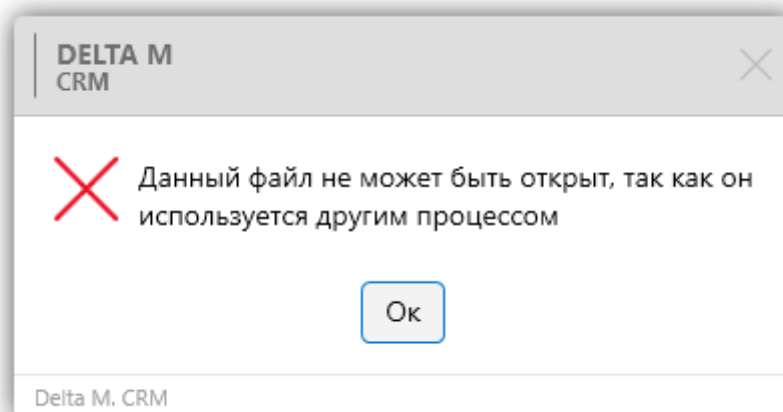 DELTA M
CRM
Данный файл не может быть открыт, так как он
используется другим процессом
Ок
Delta M. CRM